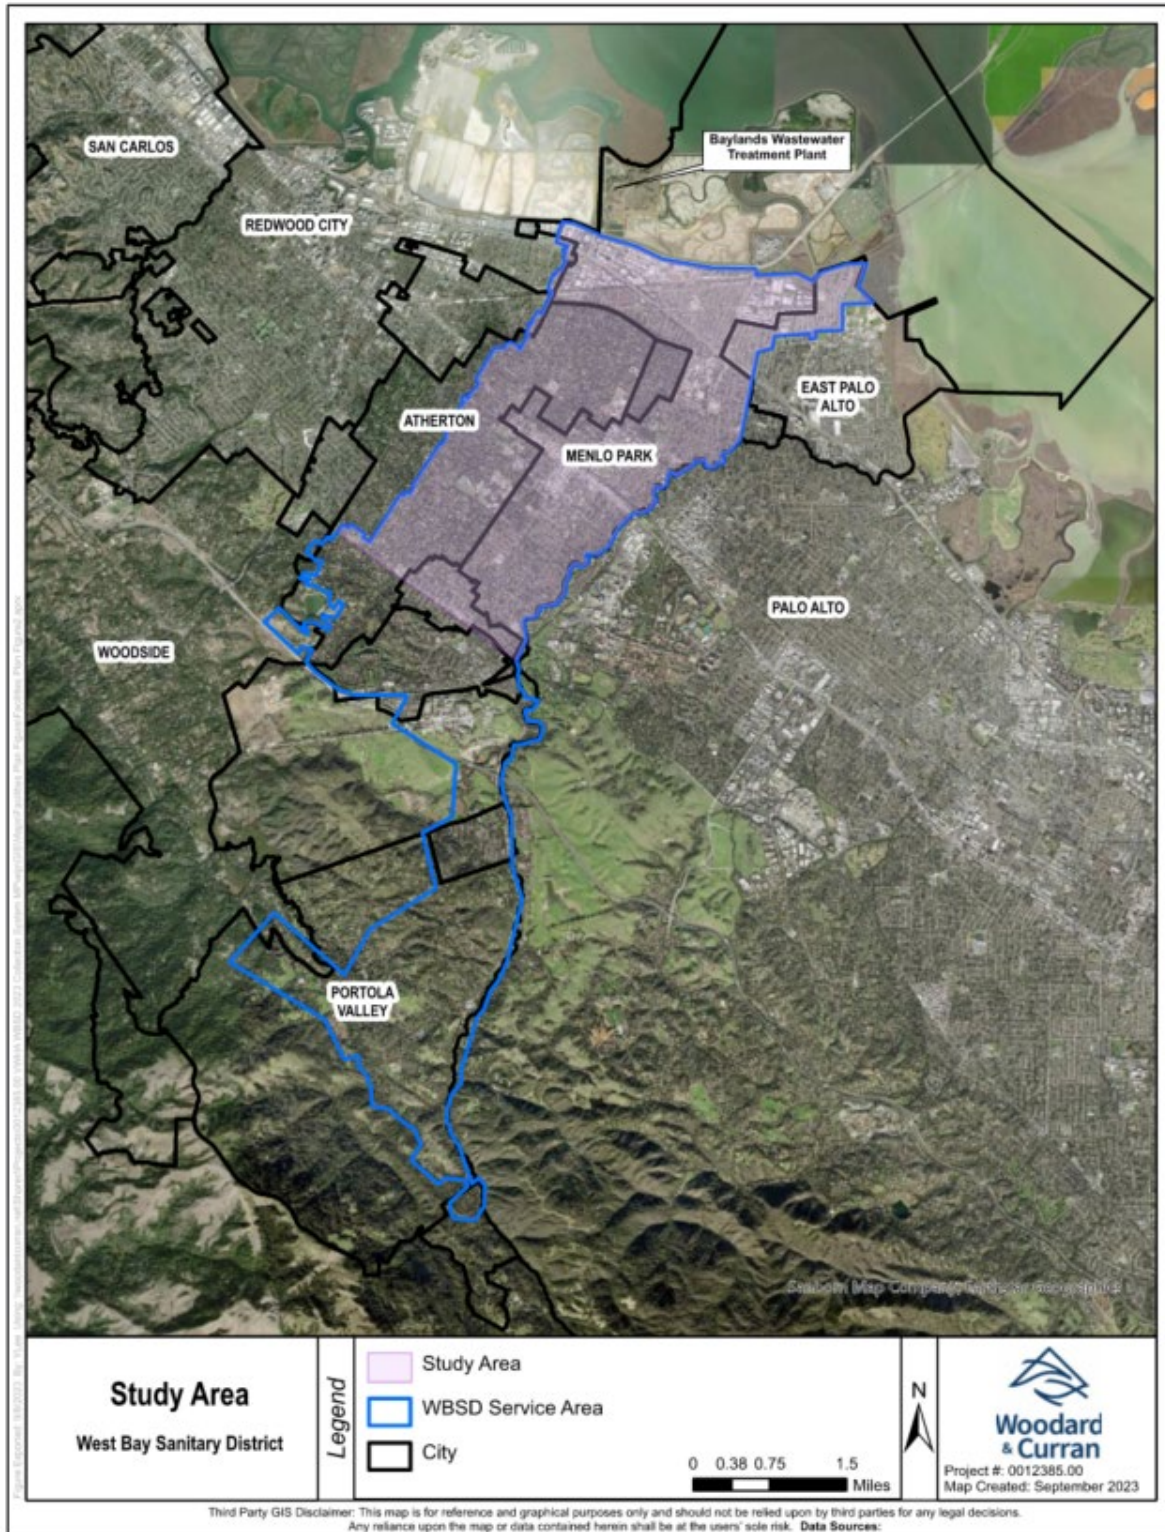 SAN CARLOS
Baylands Wastewater
Treatment Plant
REDWOOD CITY
EAST PALO
ALTO
ATHERTON
MENLO PARK
PALO ALTO
WOODSIDE
PORTOLA
VALLEY
Study Area
West Bay Sanitary District
Legend
Study Area
WBSD Service Area
City
0 0.38 0.75 1.5
Miles
N
Woodard
& Curran
Project #: 0012385.00
Map Created: September 2023
Third Party GIS Disclaimer: This map is for reference and graphical purposes only and should not be relied upon by third parties for any legal decisions.
Any reliance upon the map or data contained herein shall be at the users' sole risk. Data Sources: